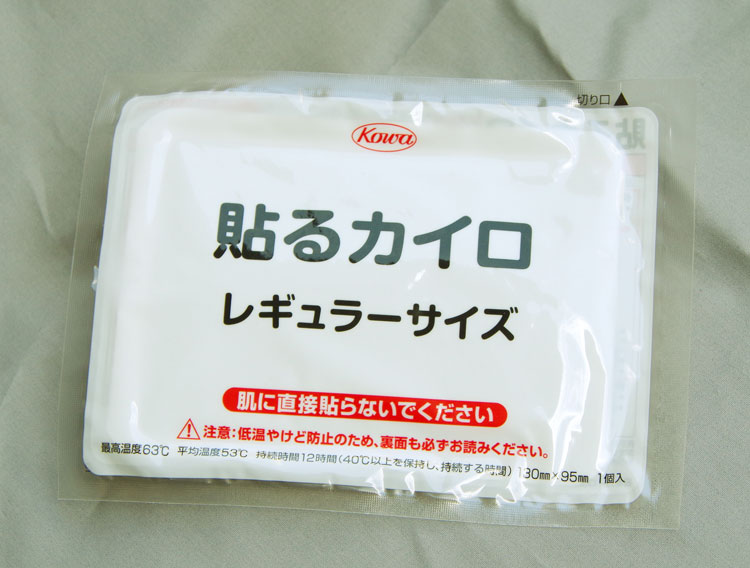 切り口▲
Kowa
貼るカイロ
レギュラーサイズ
肌に直接貼らないでください
注意:低温やけど防止のため、裏面も必ずお読みください。
最高温度63℃ 平均温度53℃ 持続時間12時間(40℃以上を保持し、持続する時間) 130mm×95mm 1個入